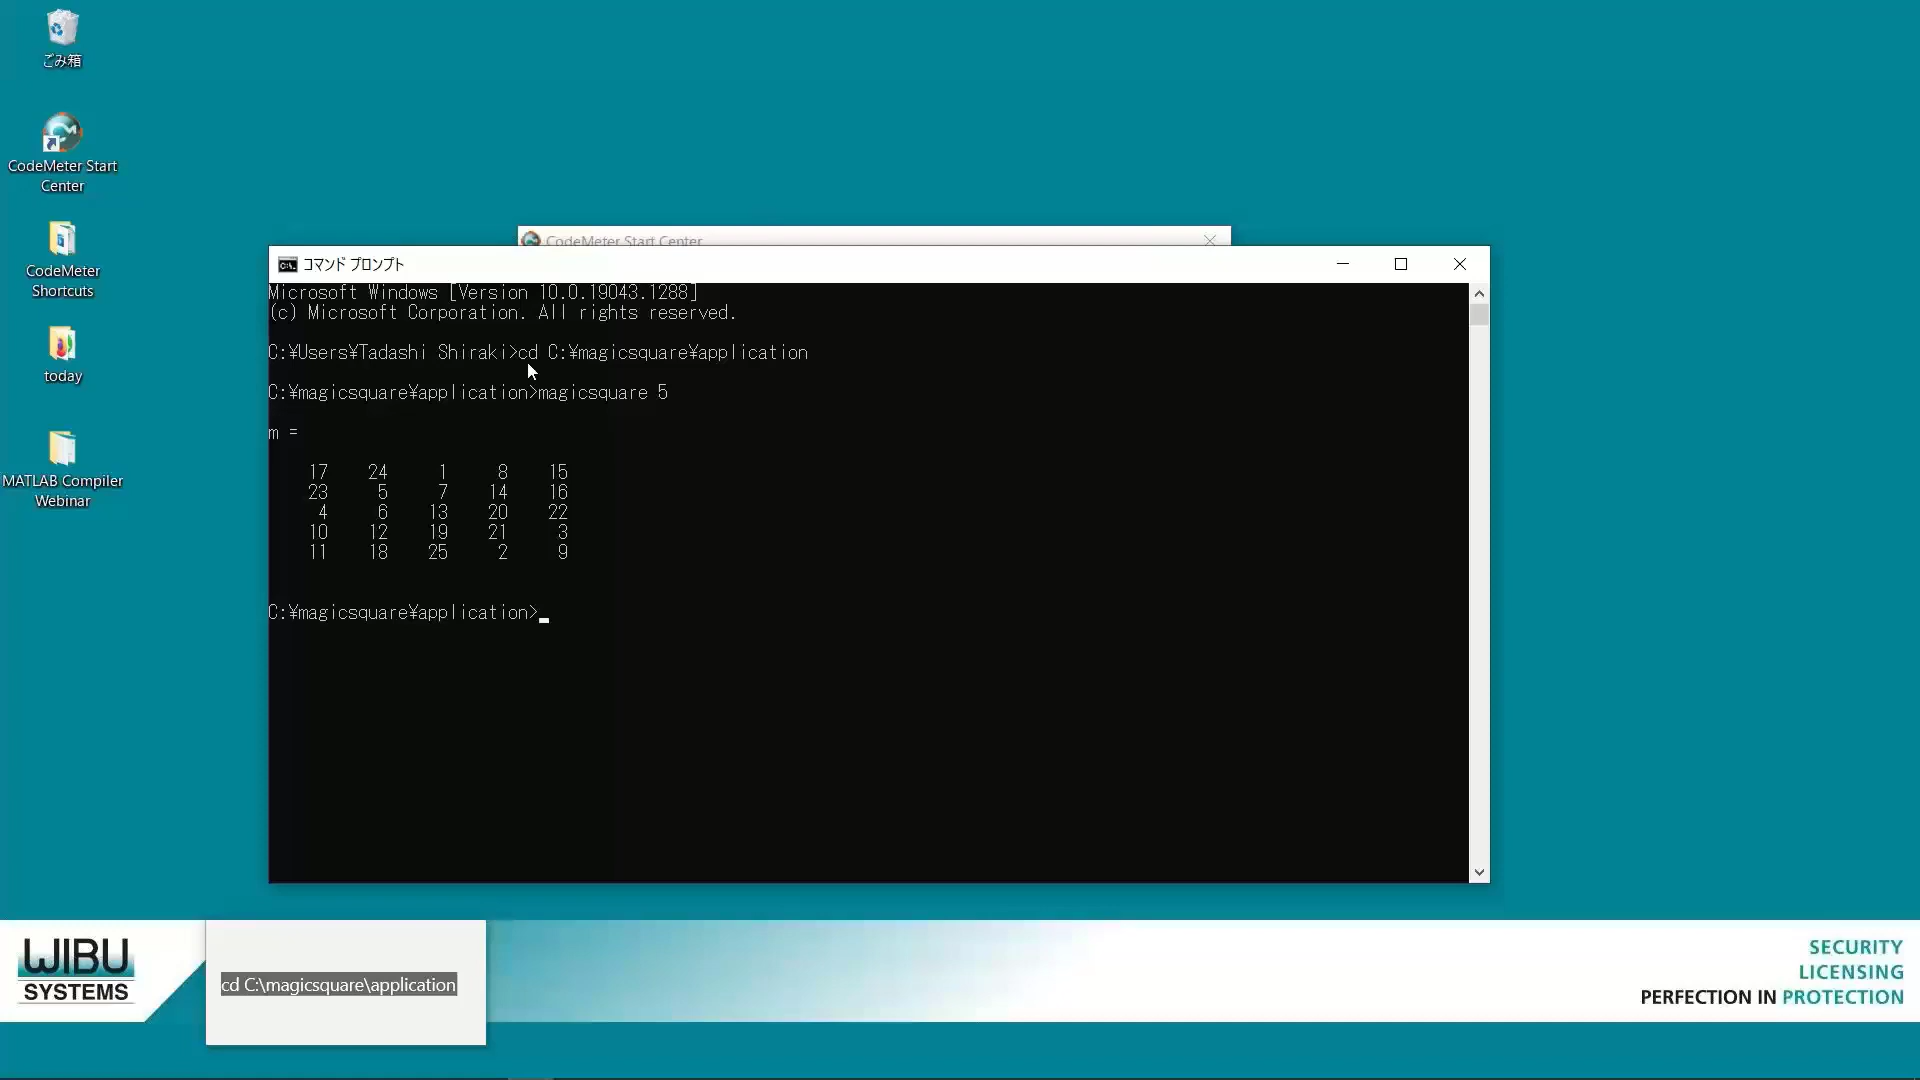 ごみ箱
CodeMeter Start
Center
CodeMeter
Shortcuts
today
MATLAB Compiler
Webinar
CodeMeter Start Center
コマンド プロンプト
Microsoft Windows [Version 10.0.19043.1288]
(c) Microsoft Corporation. All rights reserved.
C:¥Users¥Tadashi Shiraki>cd C:¥magicsquare¥application
C:¥magicsquare¥application>magicsquare 5
m =
17 24 1 8 15
23 5 7 14 16
4 6 13 20 22
10 12 19 21 3
11 18 25 2 9
C:¥magicsquare¥application>
WIBU
SYSTEMS
cd C:\magicsquare\application
SECURITY
LICENSING
PERFECTION IN PROTECTION